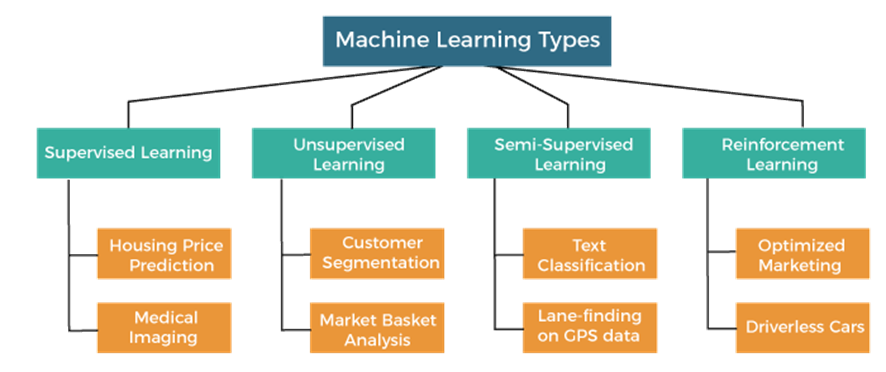 Machine Learning Types
Supervised Learning
Unsupervised
Learning
Semi-Supervised
Learning
Reinforcement
Learning
Housing Price
Prediction
Customer
Segmentation
Text
Classification
Optimized
Marketing
Medical
Imaging
Market Basket
Analysis
Lane-finding
on GPS data
Driverless Cars